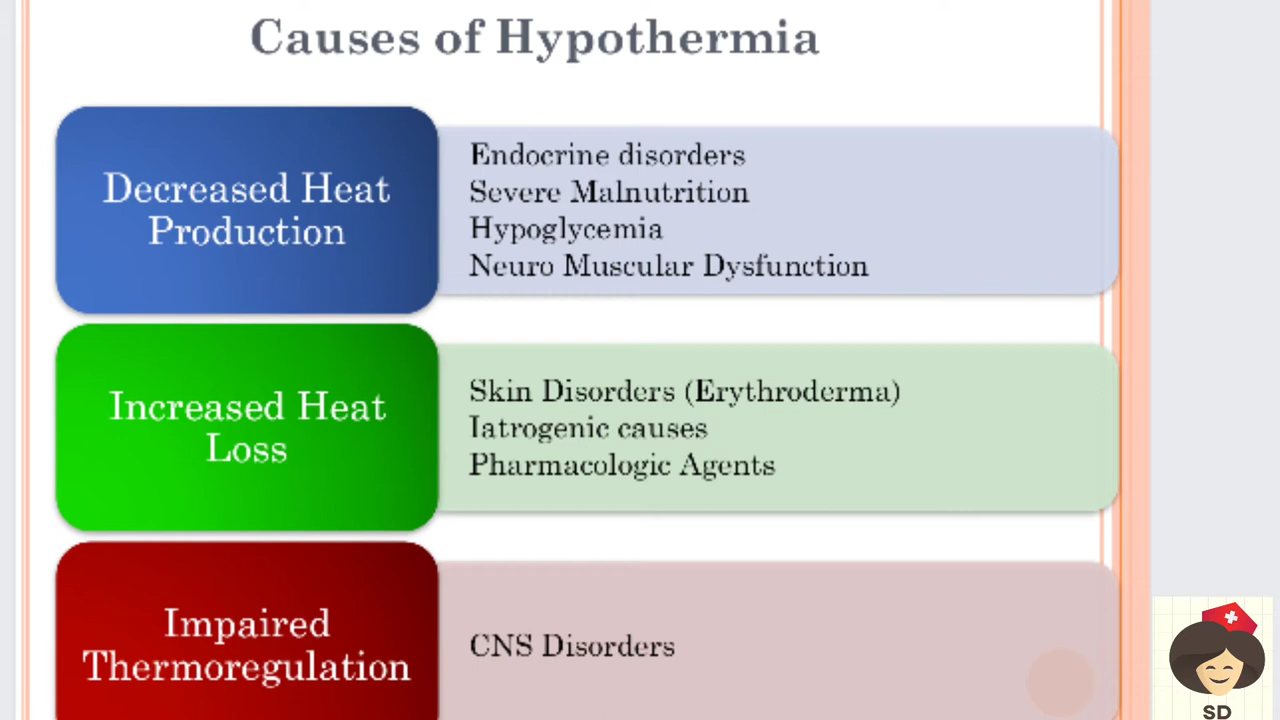 Causes of Hypothermia
Decreased Heat
Production
Endocrine disorders
Severe Malnutrition
Hypoglycemia
Neuro Muscular Dysfunction
Increased Heat
Loss
Skin Disorders (Erythroderma)
Iatrogenic causes
Pharmacologic Agents
Impaired
Thermoregulation
CNS Disorders
SD